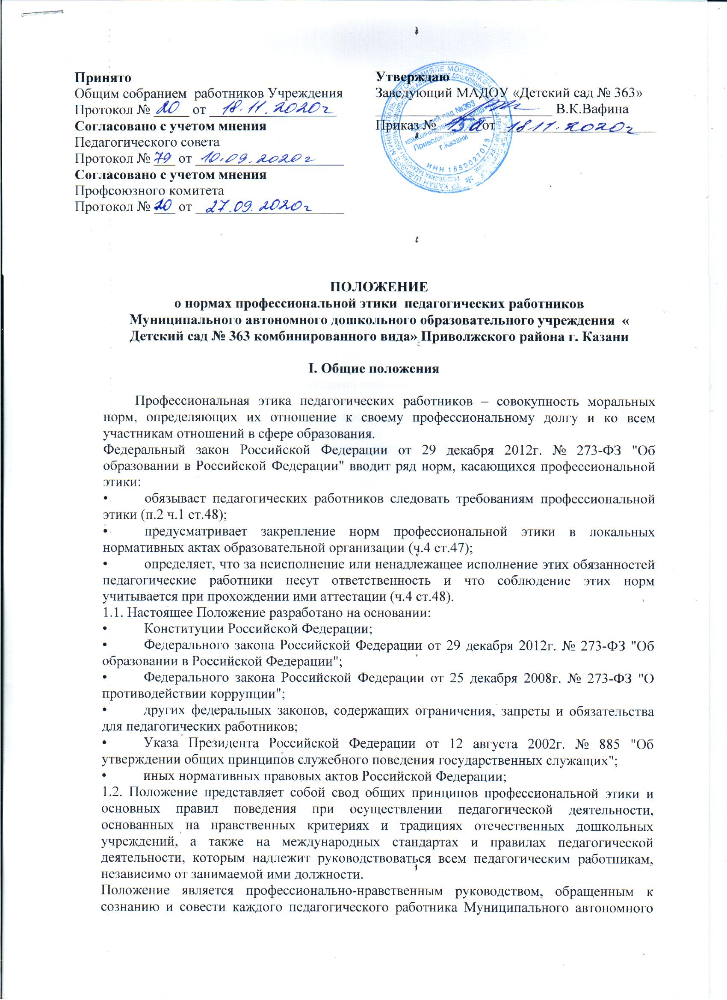 Принято
Общим собранием работников Учреждения
Протокол № 20 от 18.11.2020г
Согласовано с учетом мнения
Педагогического совета
Протокол № 79 от 10.09.2020г
Согласовано с учетом мнения
Профсоюзного комитета
Протокол № 20 от 27.09.2020г
Утверждаю
Заведующий МАДОУ «Детский сад № 363»
В.К.Вафина
Приказ № от 18.11.2020г
Детский сад №363
комбинированного вида
Приволжского
г.Казани
ИНН 1659027013
ПОЛОЖЕНИЕ
о нормах профессиональной этики педагогических работников
Муниципального автономного дошкольного образовательного учреждения «
Детский сад № 363 комбинированного вида» Приволжского района г. Казани
I. Общие положения
Профессиональная этика педагогических работников – совокупность моральных
норм, определяющих их отношение к своему профессиональному долгу и ко всем
участникам отношений в сфере образования.
Федеральный закон Российской Федерации от 29 декабря 2012г. № 273-ФЗ "Об
образовании в Российской Федерации" вводит ряд норм, касающихся профессиональной
этики:
• обязывает педагогических работников следовать требованиям профессиональной
этики (п.2 ч.1 ст.48);
• предусматривает закрепление норм профессиональной этики в локальных
нормативных актах образовательной организации (ч.4 ст.47);
• определяет, что за неисполнение или ненадлежащее исполнение этих обязанностей
педагогические работники несут ответственность и что соблюдение этих норм
учитывается при прохождении ими аттестации (ч.4 ст.48).
1.1. Настоящее Положение разработано на основании:
• Конституции Российской Федерации;
• Федерального закона Российской Федерации от 29 декабря 2012г. № 273-ФЗ "Об
образовании в Российской Федерации";
• Федерального закона Российской Федерации от 25 декабря 2008г. № 273-ФЗ "О
противодействии коррупции";
• других федеральных законов, содержащих ограничения, запреты и обязательства
для педагогических работников;
• Указа Президента Российской Федерации от 12 августа 2002г. № 885 "Об
утверждении общих принципов служебного поведения государственных служащих";
• иных нормативных правовых актов Российской Федерации;
1.2. Положение представляет собой свод общих принципов профессиональной этики и
основных правил поведения при осуществлении педагогической деятельности,
основанных на нравственных критериях и традициях отечественных дошкольных
учреждений, а также на международных стандартах и правилах педагогической
деятельности, которым надлежит руководствоваться всем педагогическим работникам,
независимо от занимаемой ими должности.
Положение является профессионально-нравственным руководством, обращенным к
сознанию и совести каждого педагогического работника Муниципального автономного